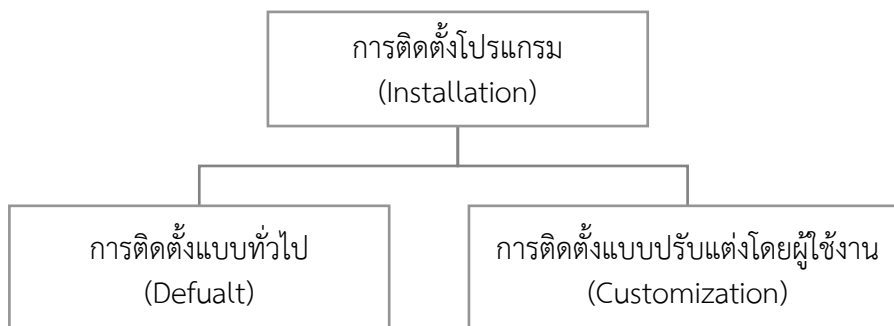 การติดตั้งโปรแกรม
(Installation)
การติดตั้งแบบทั่วไป
(Defualt)
การติดตั้งแบบปรับแต่งโดยผู้ใช้งาน
(Customization)